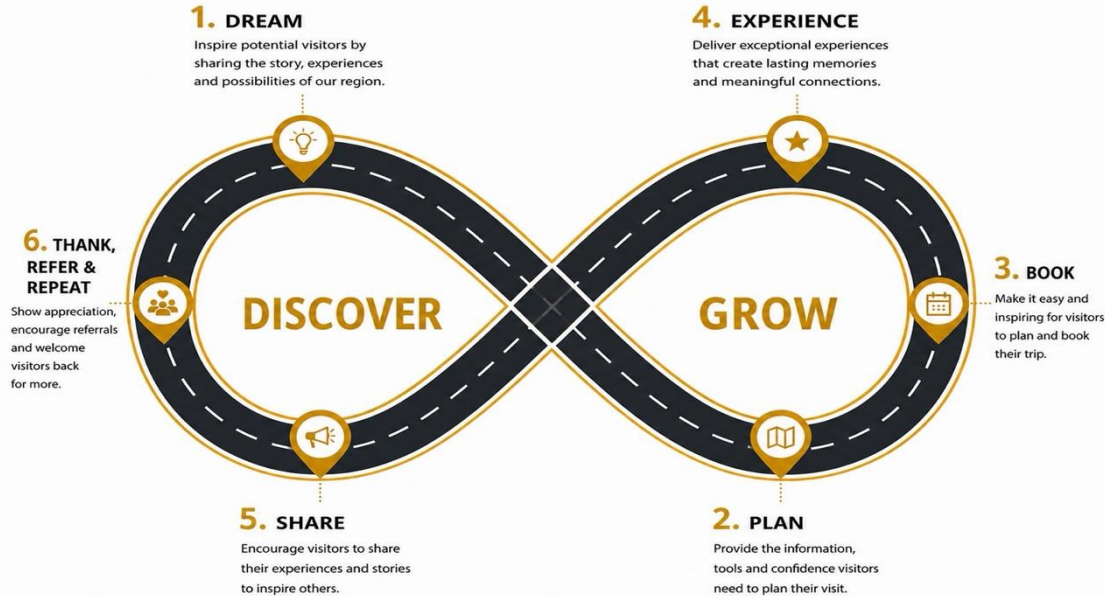 1. DREAM
Inspire potential visitors by
sharing the story, experiences
and possibilities of our region.
4. EXPERIENCE
Deliver exceptional experiences
that create lasting memories
and meaningful connections.
6. THANK,
REFER &
REPEAT
Show appreciation,
encourage referrals
and welcome
visitors back
for more.
DISCOVER
GROW
3. BOOK
Make it easy and
inspiring for visitors
to plan and book
their trip.
5. SHARE
Encourage visitors to share
their experiences and stories
to inspire others.
2. PLAN
Provide the information,
tools and confidence visitors
need to plan their visit.